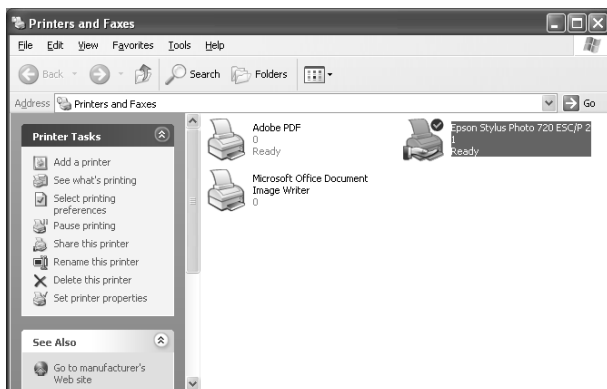 Printers and Faxes
File Edit View Favorites Tools Help
Back Search Folders
Address Printers and Faxes Go
Printer Tasks
Add a printer
See what's printing
Select printing
preferences
Pause printing
Share this printer
Rename this printer
Delete this printer
Set printer properties
See Also
Go to manufacturer's
Web site
Adobe PDF
0
Ready
Epson Stylus Photo 720 ESC/P 2
1
Ready
Microsoft Office Document
Image Writer
0